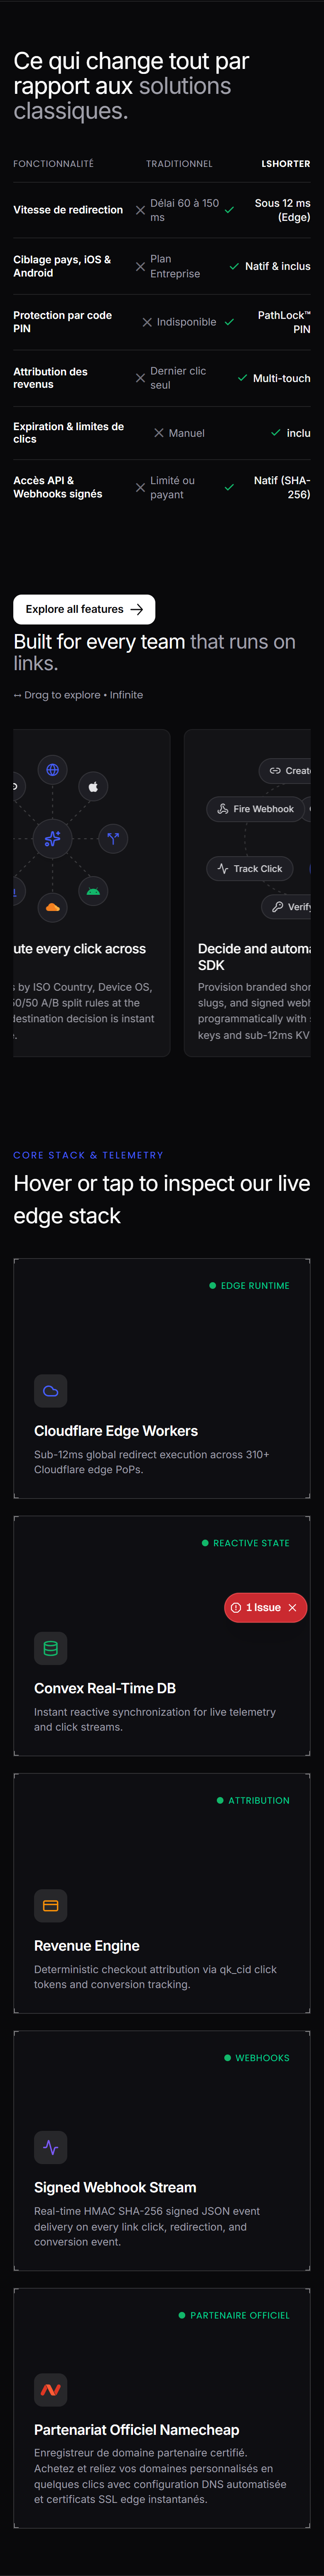 Ce qui change tout par
rapport aux solutions
classiques.
FONCTIONNALITÉ TRADITIONNEL LSHORTER
Vitesse de redirection
Délai 60 à 150
ms
Sous 12 ms
(Edge)
Ciblage pays, iOS &
Android
Plan
Entreprise
Natif & inclus
Protection par code
PIN
Indisponible
PathLock™
PIN
Attribution des
revenus
Dernier clic
seul
Multi-touch
Expiration & limites de
clics
Manuel
inclu
Accès API &
Webhooks signés
Limité ou
payant
Natif (SHA-
256)
Explore all features →
Built for every team that runs on
links.
↔ Drag to explore • Infinite
ute every click across
s by ISO Country, Device OS,
50/50 A/B split rules at the
destination decision is instant
Create
Fire Webhook
Track Click
Verify
Decide and automa
SDK
Provision branded shor
slugs, and signed webh
programmatically with
keys and sub-12ms KV
CORE STACK & TELEMETRY
Hover or tap to inspect our live
edge stack
EDGE RUNTIME
Cloudflare Edge Workers
Sub-12ms global redirect execution across 310+
Cloudflare edge PoPs.
REACTIVE STATE
1 Issue
Convex Real-Time DB
Instant reactive synchronization for live telemetry
and click streams.
ATTRIBUTION
Revenue Engine
Deterministic checkout attribution via qk_cid click
tokens and conversion tracking.
WEBHOOKS
Signed Webhook Stream
Real-time HMAC SHA-256 signed JSON event
delivery on every link click, redirection, and
conversion event.
PARTENAIRE OFFICIEL
Partenariat Officiel Namecheap
Enregistreur de domaine partenaire certifié.
Achetez et reliez vos domaines personnalisés en
quelques clics avec configuration DNS automatisée
et certificats SSL edge instantanés.